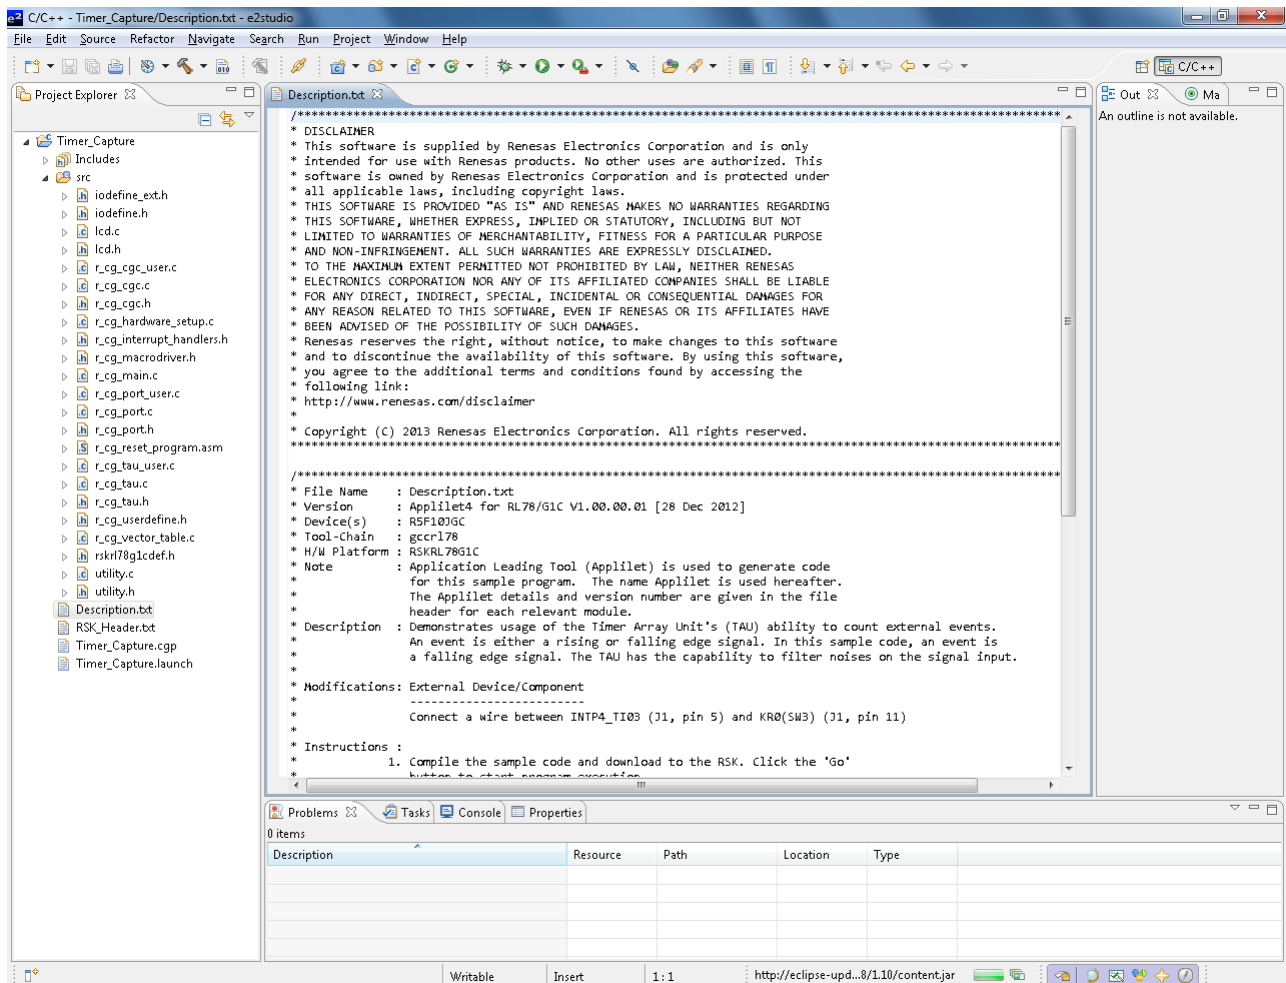 C/C++ - Timer_Capture/Description.txt - e2studio
File Edit Source Refactor Navigate Search Run Project Window Help
C/C++
Project Explorer
Timer_Capture
Includes
src
iodefine_ext.h
iodefine.h
lcd.c
lcd.h
r_cg_cgc_user.c
r_cg_cgc.c
r_cg_cgc.h
r_cg_hardware_setup.c
r_cg_interrupt_handlers.h
r_cg_macrodriver.h
r_cg_main.c
r_cg_port_user.c
r_cg_port.c
r_cg_port.h
r_cg_reset_program.asm
r_cg_tau_user.c
r_cg_tau.c
r_cg_tau.h
r_cg_userdefine.h
r_cg_vector_table.c
rskrl78g1cdef.h
utility.c
utility.h
Description.txt
RSK_Header.txt
Timer_Capture.cgp
Timer_Capture.launch
Description.txt
* DISCLAIMER
* This software is supplied by Renesas Electronics Corporation and is only
* intended for use with Renesas products. No other uses are authorized. This
* software is owned by Renesas Electronics Corporation and is protected under
* all applicable laws, including copyright laws.
* THIS SOFTWARE IS PROVIDED "AS IS" AND RENESAS MAKES NO WARRANTIES REGARDING
* THIS SOFTWARE, WHETHER EXPRESS, IMPLIED OR STATUTORY, INCLUDING BUT NOT
* LIMITED TO WARRANTIES OF MERCHANTABILITY, FITNESS FOR A PARTICULAR PURPOSE
* AND NON-INFRINGEMENT. ALL SUCH WARRANTIES ARE EXPRESSLY DISCLAIMED.
* TO THE MAXIMUM EXTENT PERMITTED NOT PROHIBITED BY LAW, NEITHER RENESAS
* ELECTRONICS CORPORATION NOR ANY OF ITS AFFILIATED COMPANIES SHALL BE LIABLE
* FOR ANY DIRECT, INDIRECT, SPECIAL, INCIDENTAL OR CONSEQUENTIAL DAMAGES FOR
* ANY REASON RELATED TO THIS SOFTWARE, EVEN IF RENESAS OR ITS AFFILIATES HAVE
* BEEN ADVISED OF THE POSSIBILITY OF SUCH DAMAGES.
* Renesas reserves the right, without notice, to make changes to this software
* and to discontinue the availability of this software. By using this software,
* you agree to the additional terms and conditions found by accessing the
* following link:
* http://www.renesas.com/disclaimer
*
* Copyright (C) 2013 Renesas Electronics Corporation. All rights reserved.
* File Name : Description.txt
* Version : Applilet4 for RL78/G1C V1.00.00.01 [28 Dec 2012]
* Device(s) : R5F10JGC
* Tool-Chain : gccrl78
* H/W Platform : RSKRL78G1C
* Note : Application Leading Tool (Applilet) is used to generate code
* for this sample program. The name Applilet is used hereafter.
* The Applilet details and version number are given in the file
* header for each relevant module.
* Description : Demonstrates usage of the Timer Array Unit's (TAU) ability to count external events.
* An event is either a rising or falling edge signal. In this sample code, an event is
* a falling edge signal. The TAU has the capability to filter noises on the signal input.
*
* Modifications: External Device/Component
* -------------------------
* Connect a wire between INTP4_TI03 (J1, pin 5) and KR0(SW3) (J1, pin 11)
*
* Instructions :
* 1. Compile the sample code and download to the RSK. Click the 'Go'
* button to start program execution
Out Ma
An outline is not available.
Problems Tasks Console Properties
0 items
Description Resource Path Location Type
Writable Insert 1 : 1 http://eclipse-upd...8/1.10/content.jar